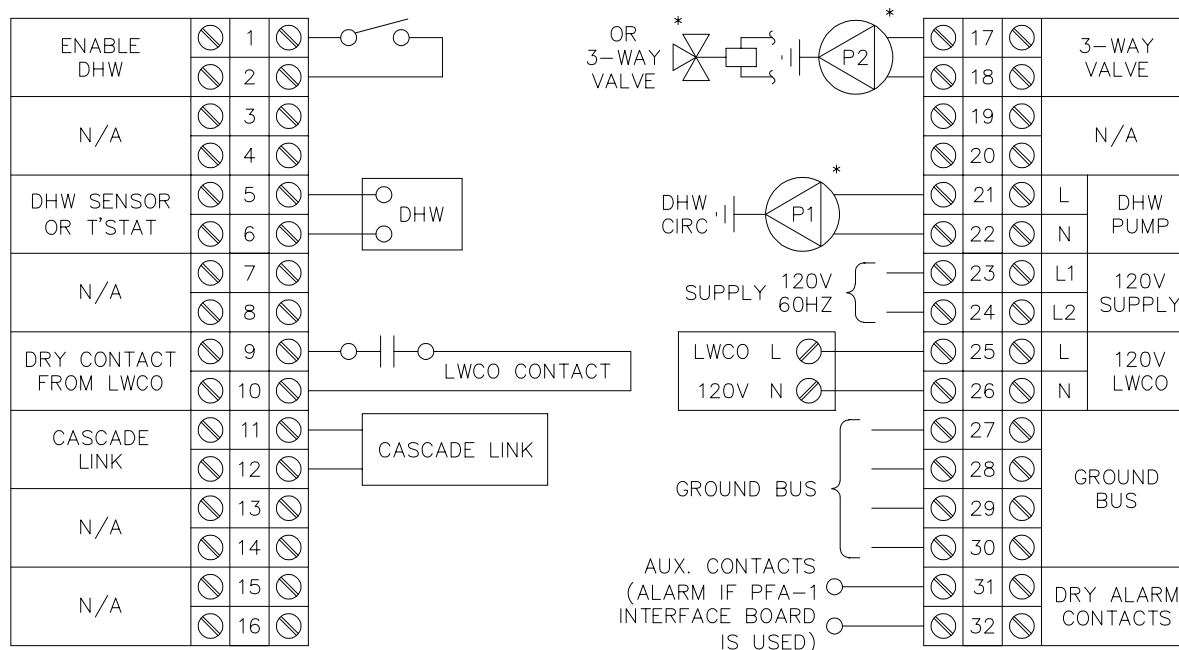 ENABLE
DHW
1
2
N/A
3
4
DHW SENSOR
OR T'STAT
5
6
DHW
N/A
7
8
DRY CONTACT
FROM LWCO
9
10
LWCO CONTACT
CASCADE
LINK
11
12
CASCADE LINK
N/A
13
14
N/A
15
16
OR
3-WAY
VALVE
*
P2
*
17
18
3-WAY
VALVE
19
20
N/A
DHW
CIRC
P1
*
21
22
L
N
DHW
PUMP
SUPPLY 120V
60HZ
23
24
L1
L2
120V
SUPPLY
LWCO L
120V N
25
26
L
N
120V
LWCO
GROUND BUS
27
28
29
30
GROUND
BUS
AUX. CONTACTS
(ALARM IF PFA-1
INTERFACE BOARD
IS USED)
31
32
DRY ALARM
CONTACTS